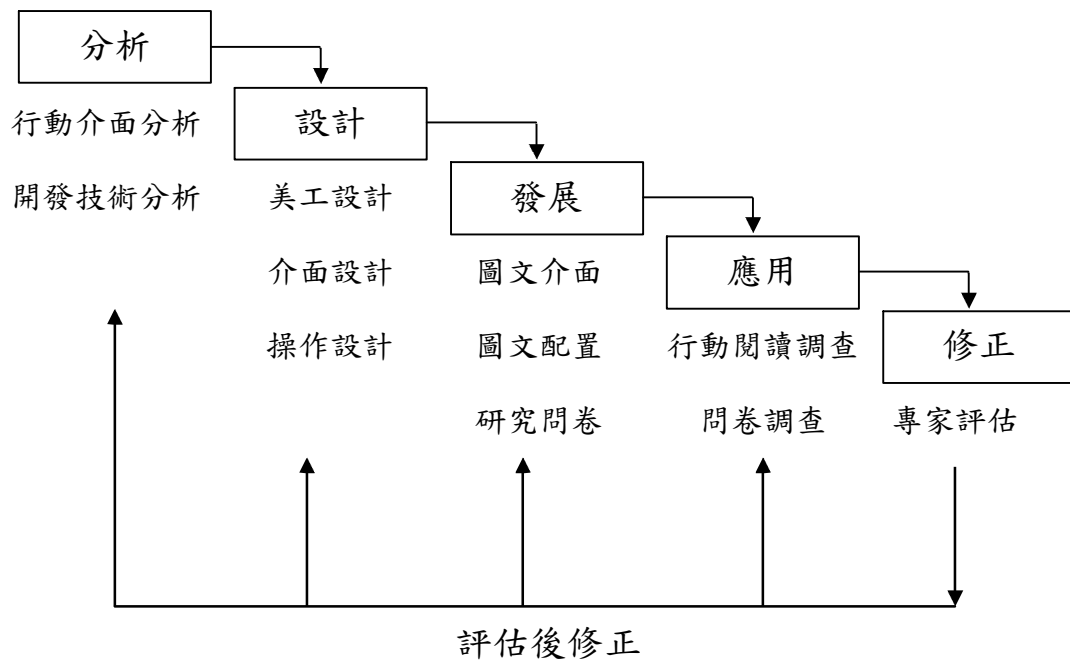 分析
行動介面分析
開發技術分析
設計
美工設計
介面設計
操作設計
發展
圖文介面
圖文配置
研究問卷
應用
行動閱讀調查
問卷調查
修正
專家評估
評估後修正